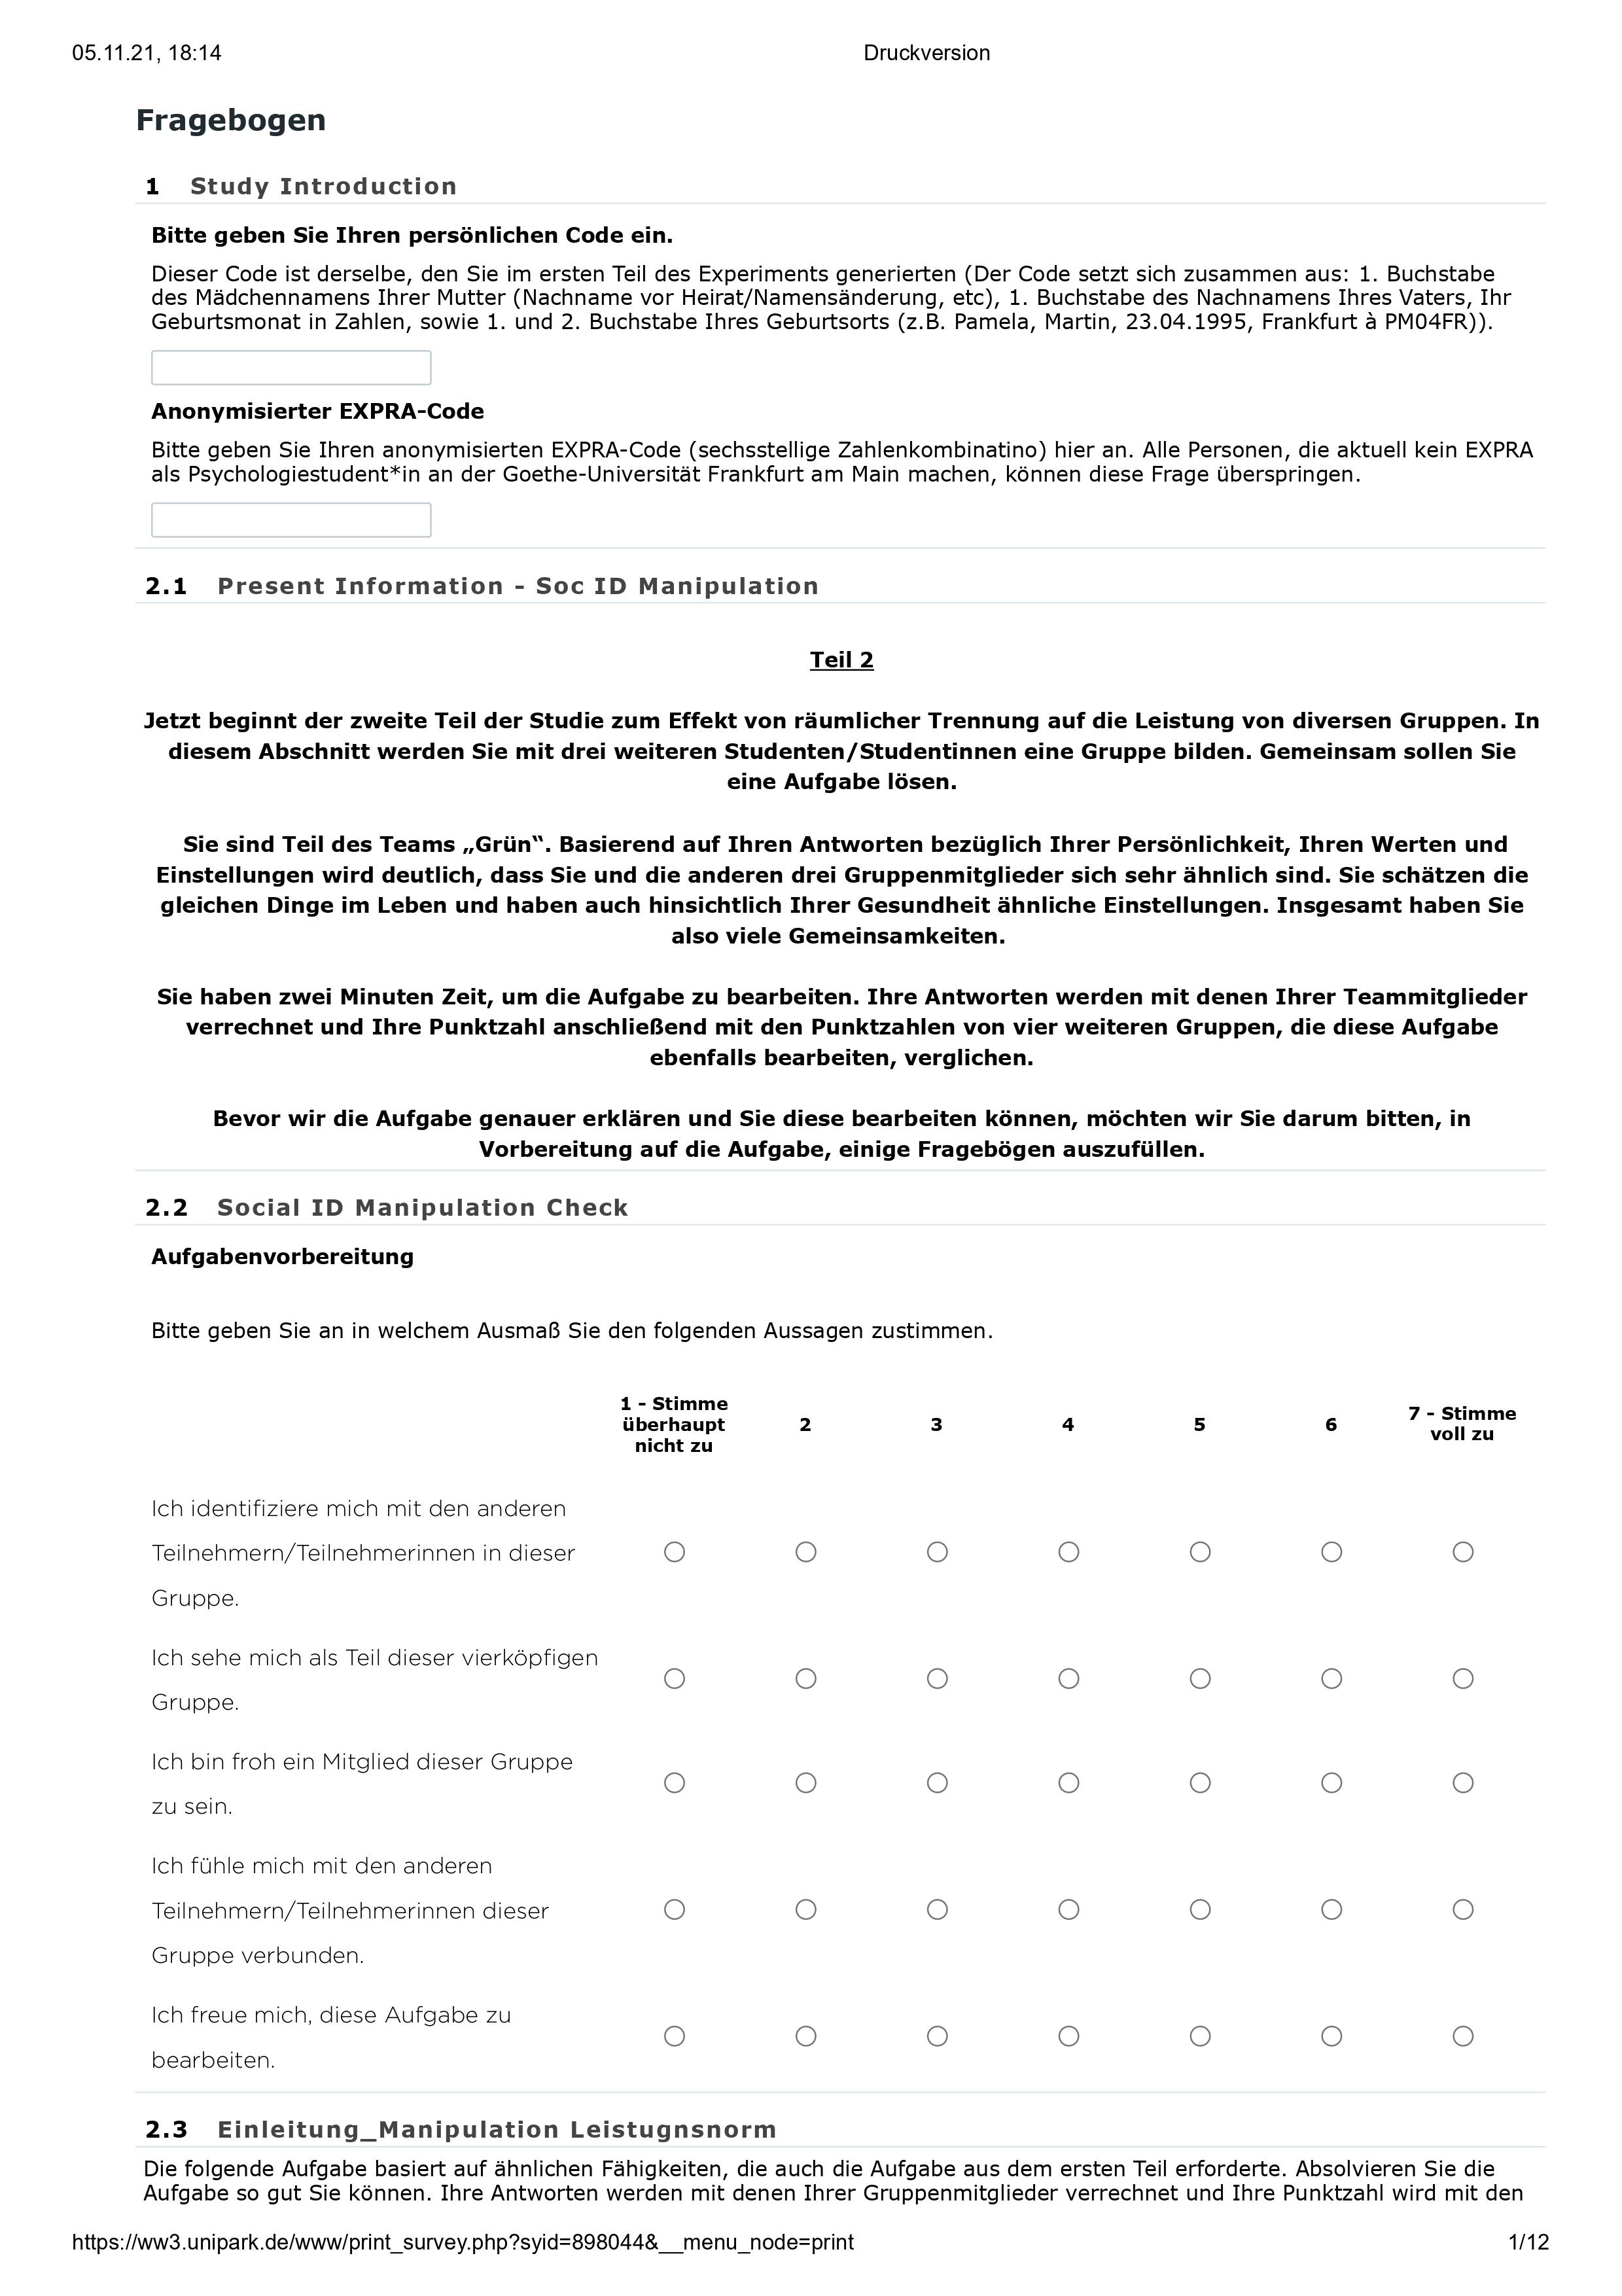 05.11.21, 18:14
Druckversion
Fragebogen
1 Study Introduction
Bitte geben Sie Ihren persönlichen Code ein.
Dieser Code ist derselbe, den Sie im ersten Teil des Experiments generierten (Der Code setzt sich zusammen aus: 1. Buchstabe
des Mädchennamens Ihrer Mutter (Nachname vor Heirat/Namensänderung, etc), 1. Buchstabe des Nachnamens Ihres Vaters, Ihr
Geburtsmonat in Zahlen, sowie 1. und 2. Buchstabe Ihres Geburtsorts (z.B. Pamela, Martin, 23.04.1995, Frankfurt à PM04FR)).
Anonymisierter EXPRA-Code
Bitte geben Sie Ihren anonymisierten EXPRA-Code (sechsstellige Zahlenkombinatino) hier an. Alle Personen, die aktuell kein EXPRA
als Psychologiestudent*in an der Goethe-Universität Frankfurt am Main machen, können diese Frage überspringen.
2.1 Present Information - Soc ID Manipulation
Teil 2
Jetzt beginnt der zweite Teil der Studie zum Effekt von räumlicher Trennung auf die Leistung von diversen Gruppen. In
diesem Abschnitt werden Sie mit drei weiteren Studenten/Studentinnen eine Gruppe bilden. Gemeinsam sollen Sie
eine Aufgabe lösen.
Sie sind Teil des Teams „Grün“. Basierend auf Ihren Antworten bezüglich Ihrer Persönlichkeit, Ihren Werten und
Einstellungen wird deutlich, dass Sie und die anderen drei Gruppenmitglieder sich sehr ähnlich sind. Sie schätzen die
gleichen Dinge im Leben und haben auch hinsichtlich Ihrer Gesundheit ähnliche Einstellungen. Insgesamt haben Sie
also viele Gemeinsamkeiten.
Sie haben zwei Minuten Zeit, um die Aufgabe zu bearbeiten. Ihre Antworten werden mit denen Ihrer Teammitglieder
verrechnet und Ihre Punktzahl anschließend mit den Punktzahlen von vier weiteren Gruppen, die diese Aufgabe
ebenfalls bearbeiten, verglichen.
Bevor wir die Aufgabe genauer erklären und Sie diese bearbeiten können, möchten wir Sie darum bitten, in
Vorbereitung auf die Aufgabe, einige Fragebögen auszufüllen.
2.2 Social ID Manipulation Check
Aufgabenvorbereitung
Bitte geben Sie an in welchem Ausmaß Sie den folgenden Aussagen zustimmen.
1 - Stimme
überhaupt
nicht zu
2
3
4
5
6
7 - Stimme
voll zu
Ich identifiziere mich mit den anderen
Teilnehmern/Teilnehmerinnen in dieser
Gruppe.
Ich sehe mich als Teil dieser vierköpfigen
Gruppe.
Ich bin froh ein Mitglied dieser Gruppe
zu sein.
Ich fühle mich mit den anderen
Teilnehmern/Teilnehmerinnen dieser
Gruppe verbunden.
Ich freue mich, diese Aufgabe zu
bearbeiten.
2.3 Einleitung_Manipulation Leistugnsnorm
Die folgende Aufgabe basiert auf ähnlichen Fähigkeiten, die auch die Aufgabe aus dem ersten Teil erforderte. Absolvieren Sie die
Aufgabe so gut Sie können. Ihre Antworten werden mit denen Ihrer Gruppenmitglieder verrechnet und Ihre Punktzahl wird mit den
https://ww3.unipark.de/www/print_survey.php?syid=898044&__menu_node=print
1/12